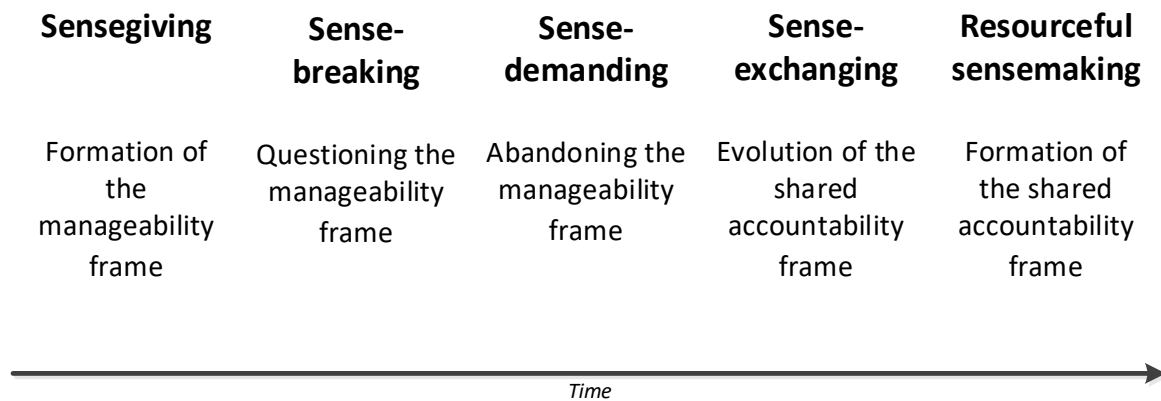 Sensegiving
Formation of
the
manageability
frame
Sense-
breaking
Questioning the
manageability
frame
Sense-
demanding
Abandoning the
manageability
frame
Sense-
exchanging
Evolution of the
shared
accountability
frame
Resourceful
sensemaking
Formation of
the shared
accountability
frame
Time